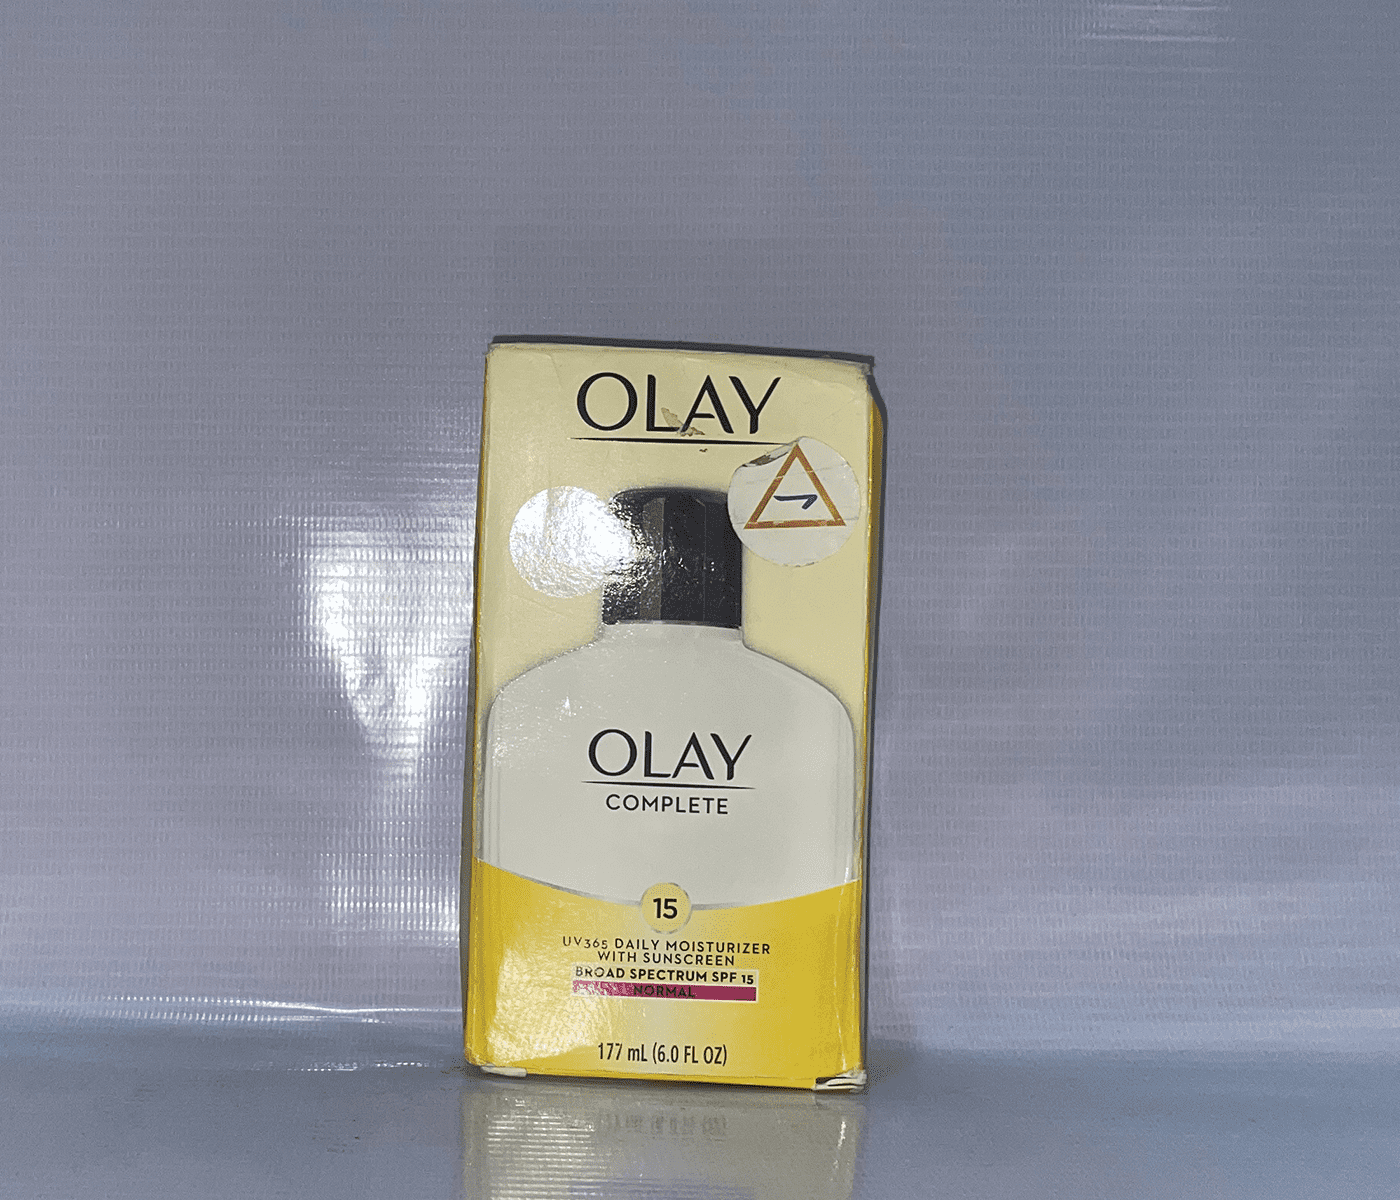 OLAY
OLAY
COMPLETE
15
UV365 DAILY MOISTURIZER
WITH SUNSCREEN
BROAD SPECTRUM SPF 15
NORMAL
177 mL (6.0 FL OZ)